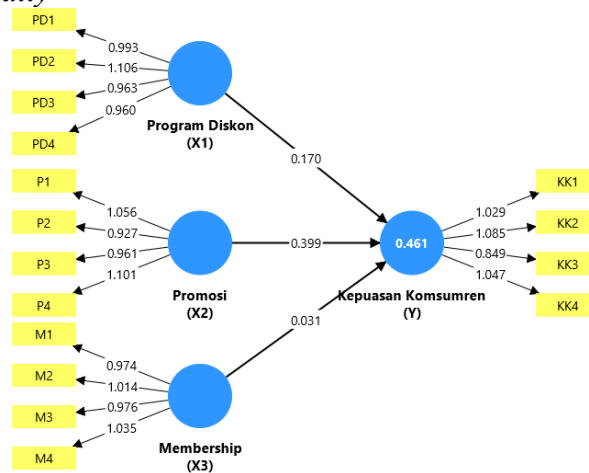 PD1
PD2
PD3
PD4
0.993
1.106
0.963
0.960
Program Diskon
(X1)
0.170
P1
P2
P3
P4
1.056
0.927
0.961
1.101
Promosi
(X2)
0.399
M1
M2
M3
M4
0.974
1.014
0.976
1.035
Membership
(X3)
0.031
0.461
Kepuasan Komsumren
(Y)
1.029
1.085
0.849
1.047
KK1
KK2
KK3
KK4